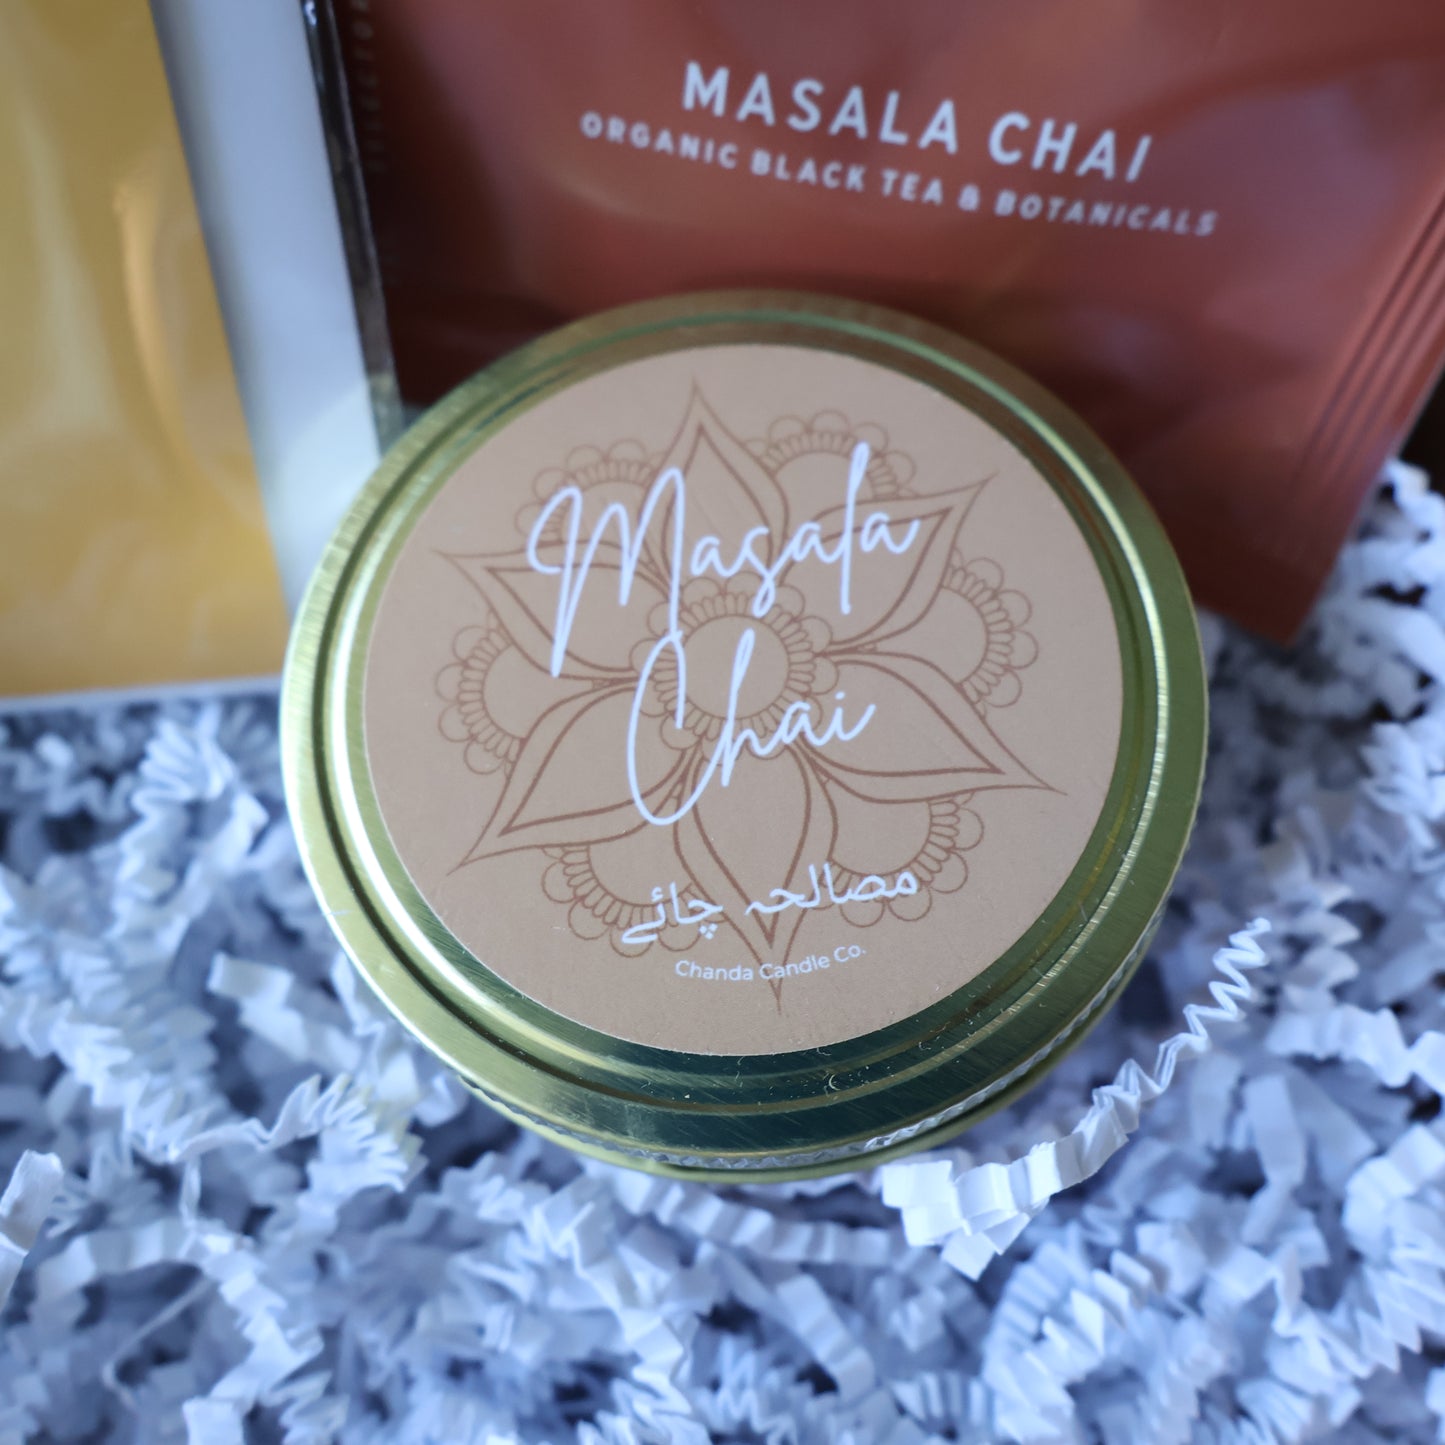 MASALA CHAI
ORGANIC BLACK TEA & BOTANICALS
Masala
Chai
مصالحہ چائے
Chanda Candle Co.